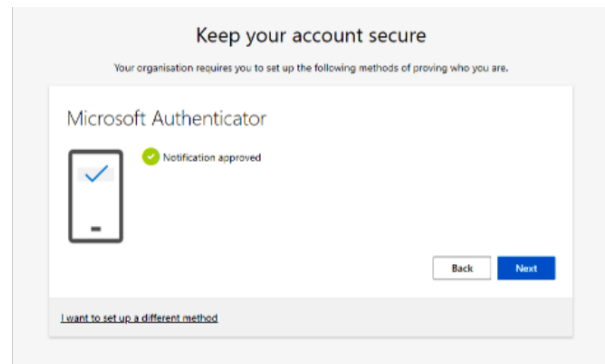 Keep your account secure
Your organisation requires you to set up the following methods of proving who you are.
Microsoft Authenticator
Notification approved
Back Next
I want to set up a different method